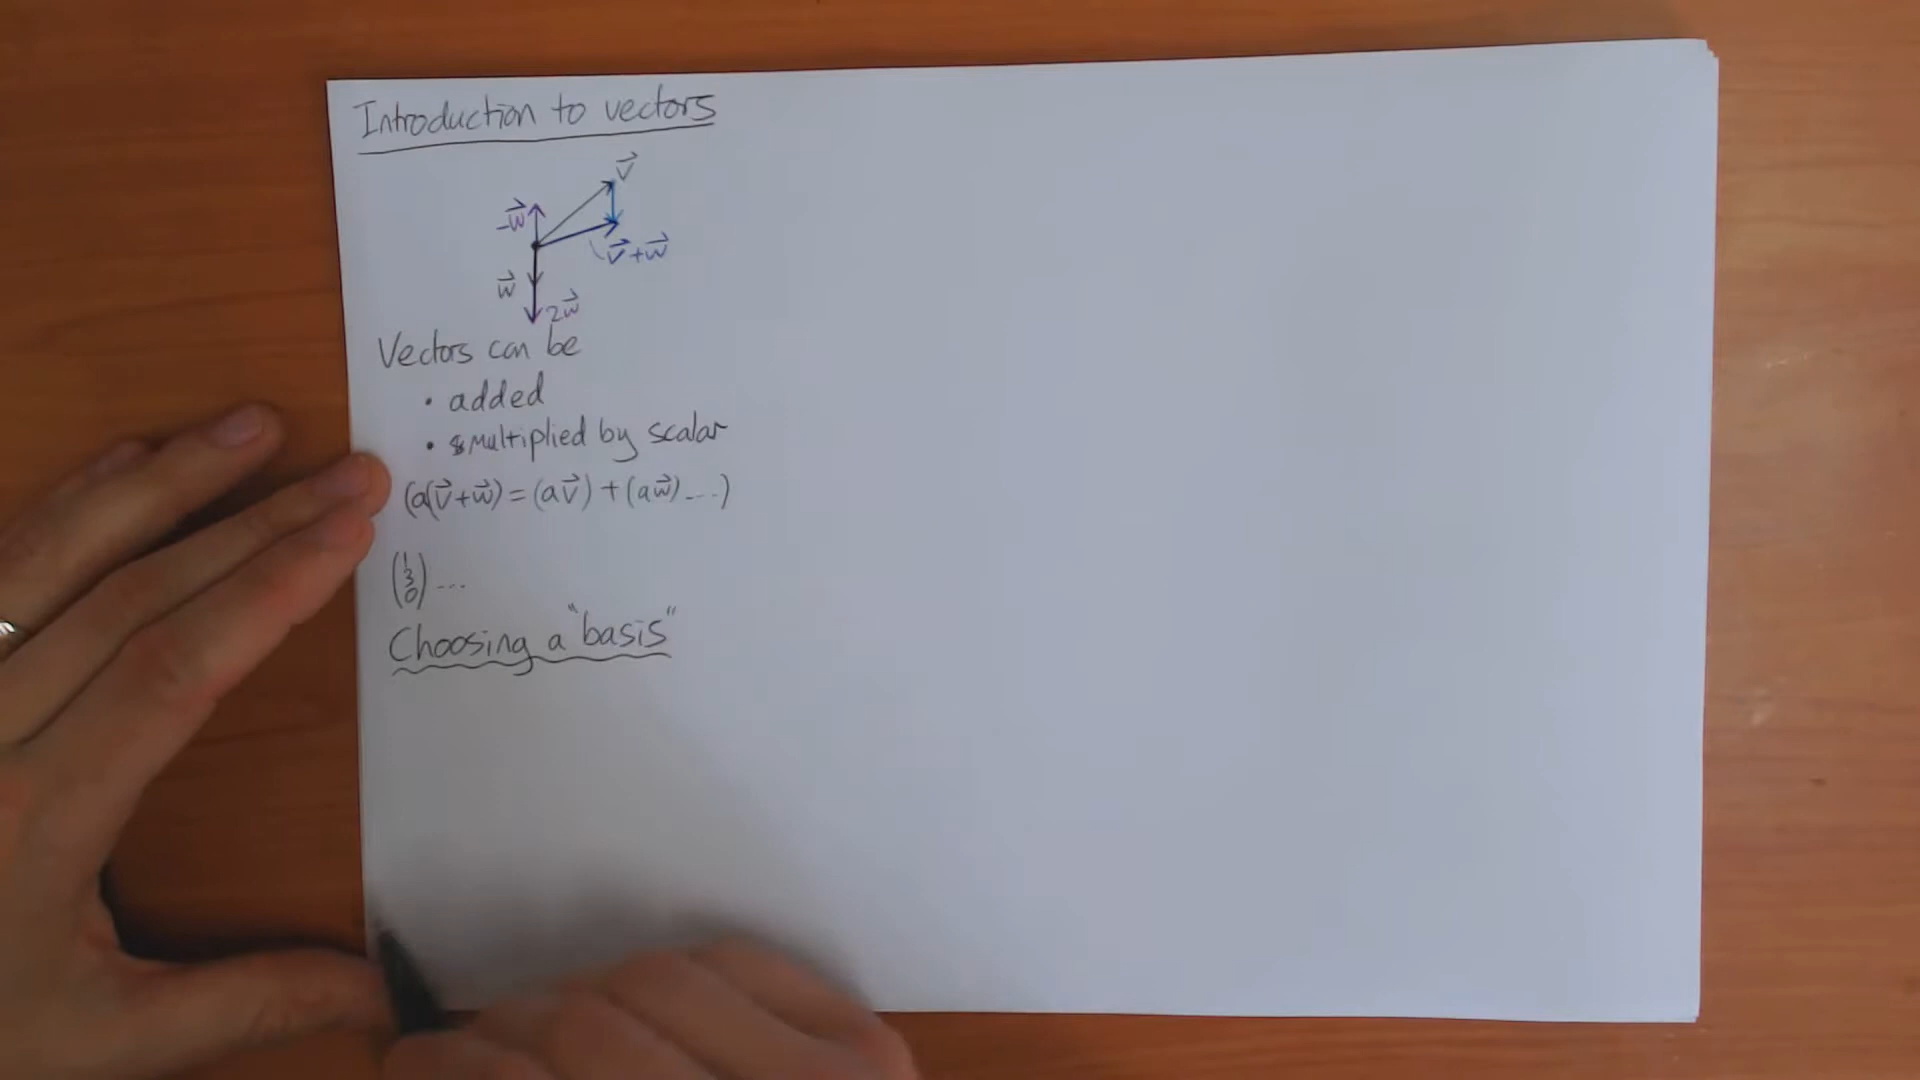 Introduction to vectors
v⃗
-w⃗
v⃗+w⃗
w⃗
2w⃗
Vectors can be
• added
• multiplied by scalar
(a(v⃗+w⃗)=(av⃗)+(aw⃗)...)
(1 3 0) ...
Choosing a "basis"